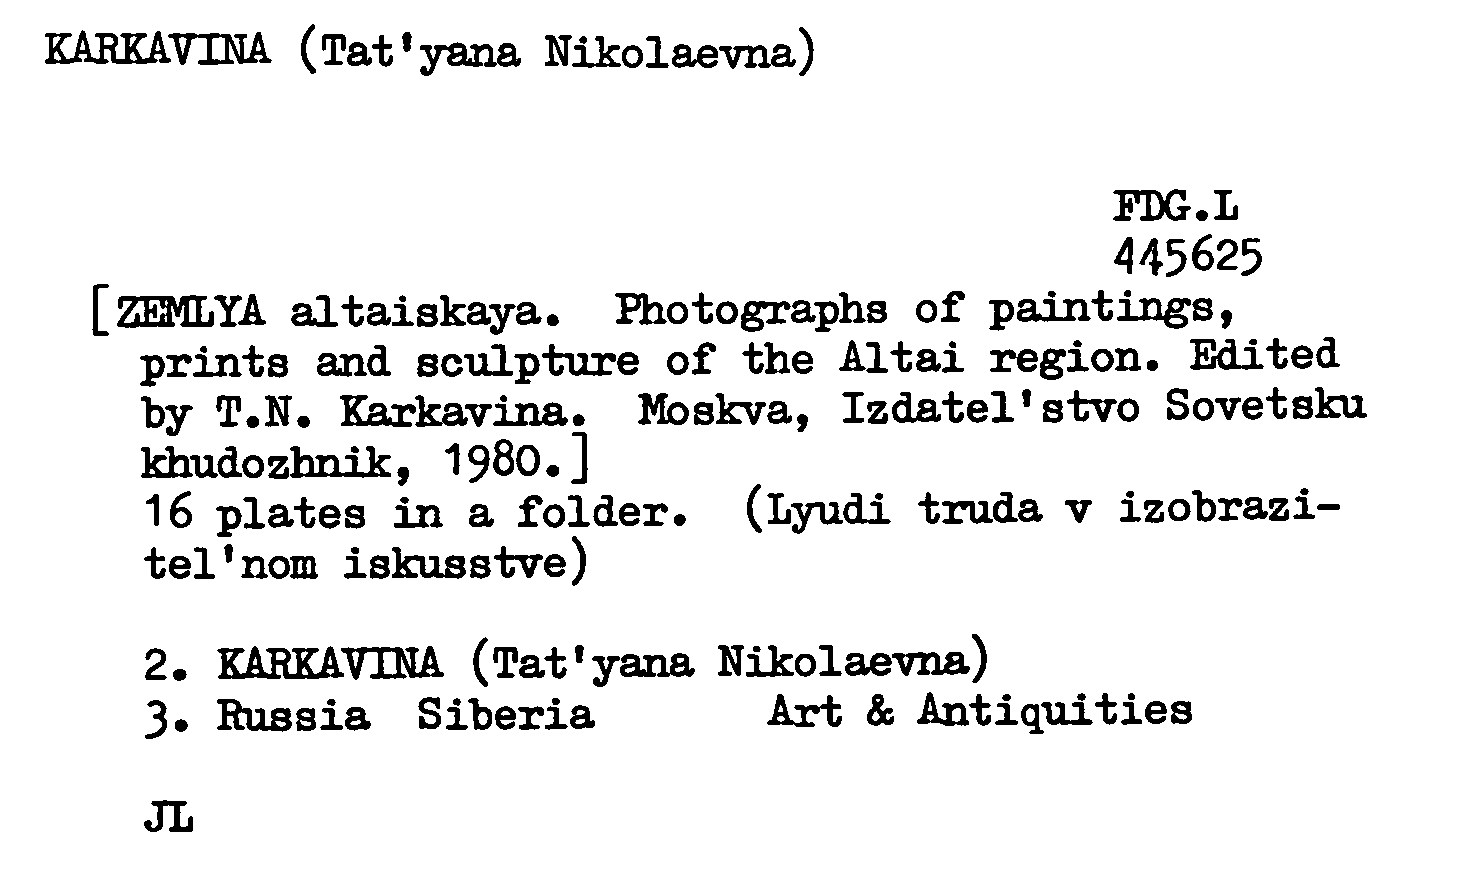 KARKAVINA (Tat'yana Nikolaevna)
FDG.L
445625
[ZEMLYA altaiskaya. Photographs of paintings,
prints and sculpture of the Altai region. Edited
by T.N. Karkavina. Moskva, Izdatel'stvo Sovetsku
khudozhnik, 1980.]
16 plates in a folder. (Lyudi truda v izobrazi-
tel'nom iskusstve)
2. KARKAVINA (Tat'yana Nikolaevna)
3. Russia Siberia Art & Antiquities
JL